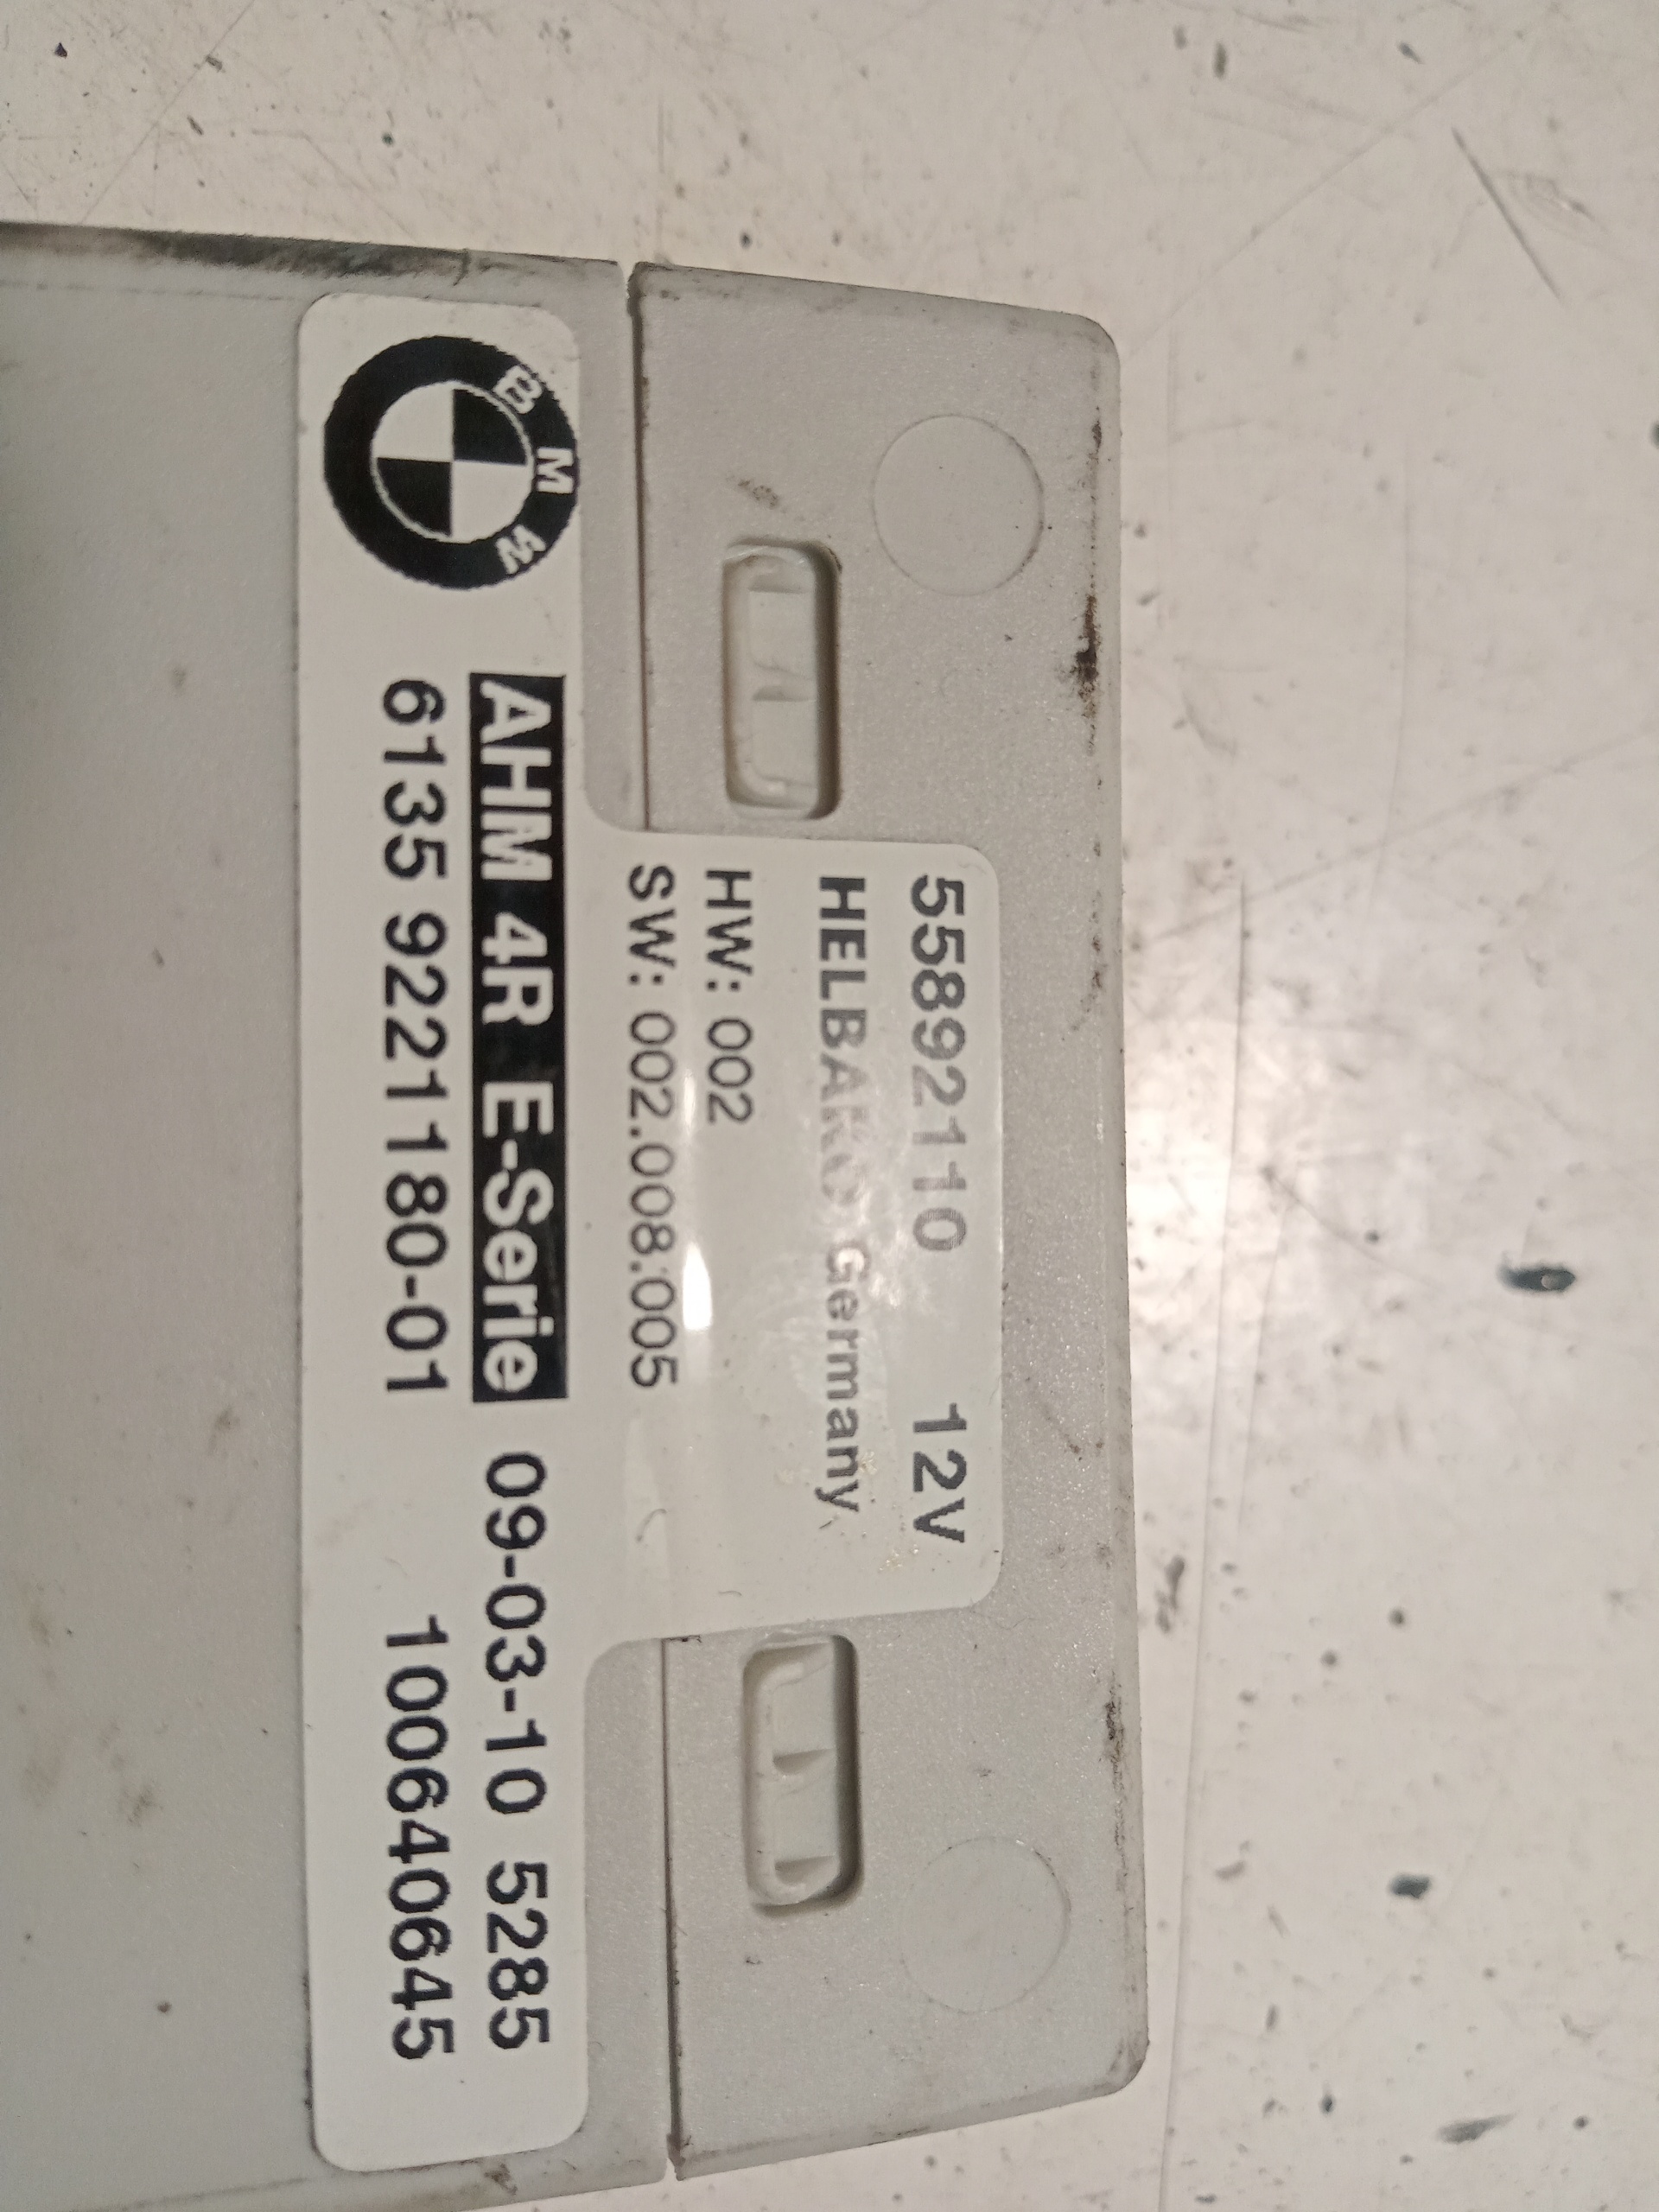 55892110 12V
HELBAKO Germany
HW: 002
SW: 002.008.005
BMW
AHM 4R E-Serie 09-03-10 5285
6135 9221180-01 100640645